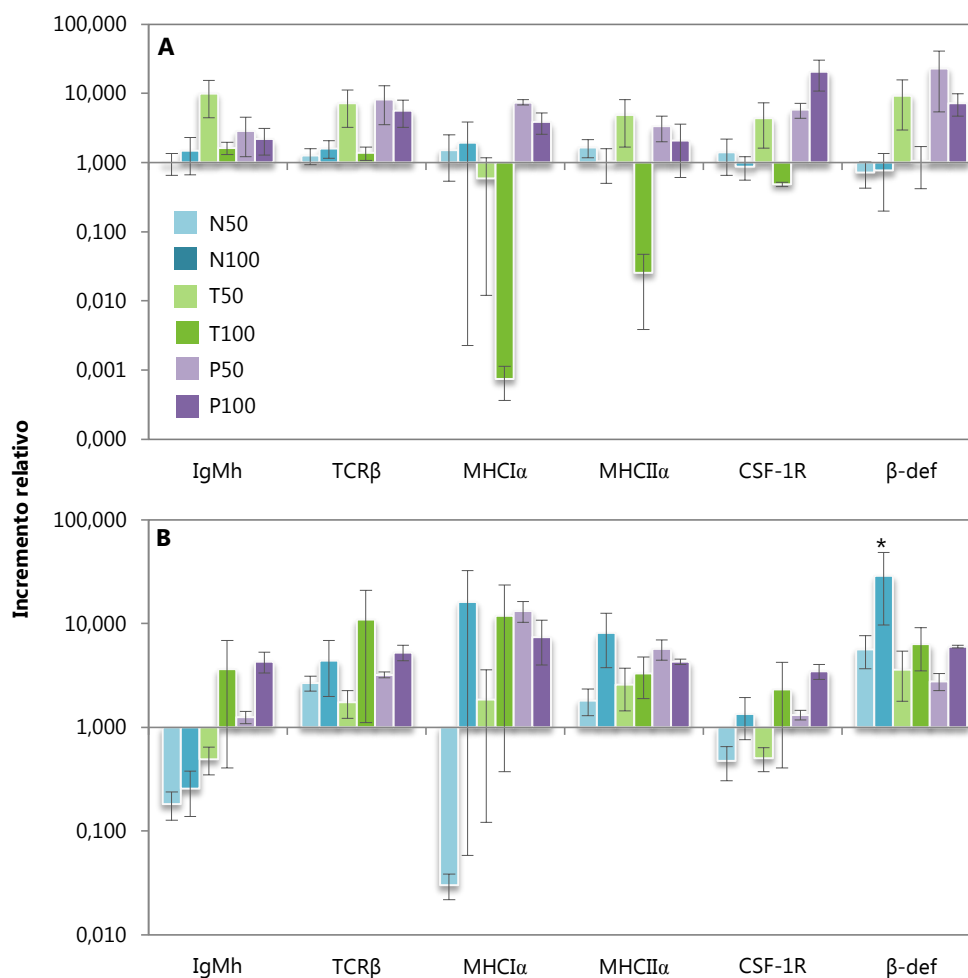 Incremento relativo
A
100,000
10,000
1,000
0,100
0,010
0,001
0,000
N50
N100
T50
T100
P50
P100
IgMh TCRβ MHCIα MHCIIα CSF-1R β-def
B
100,000
10,000
1,000
0,100
0,010
*
IgMh TCRβ MHCIα MHCIIα CSF-1R β-def